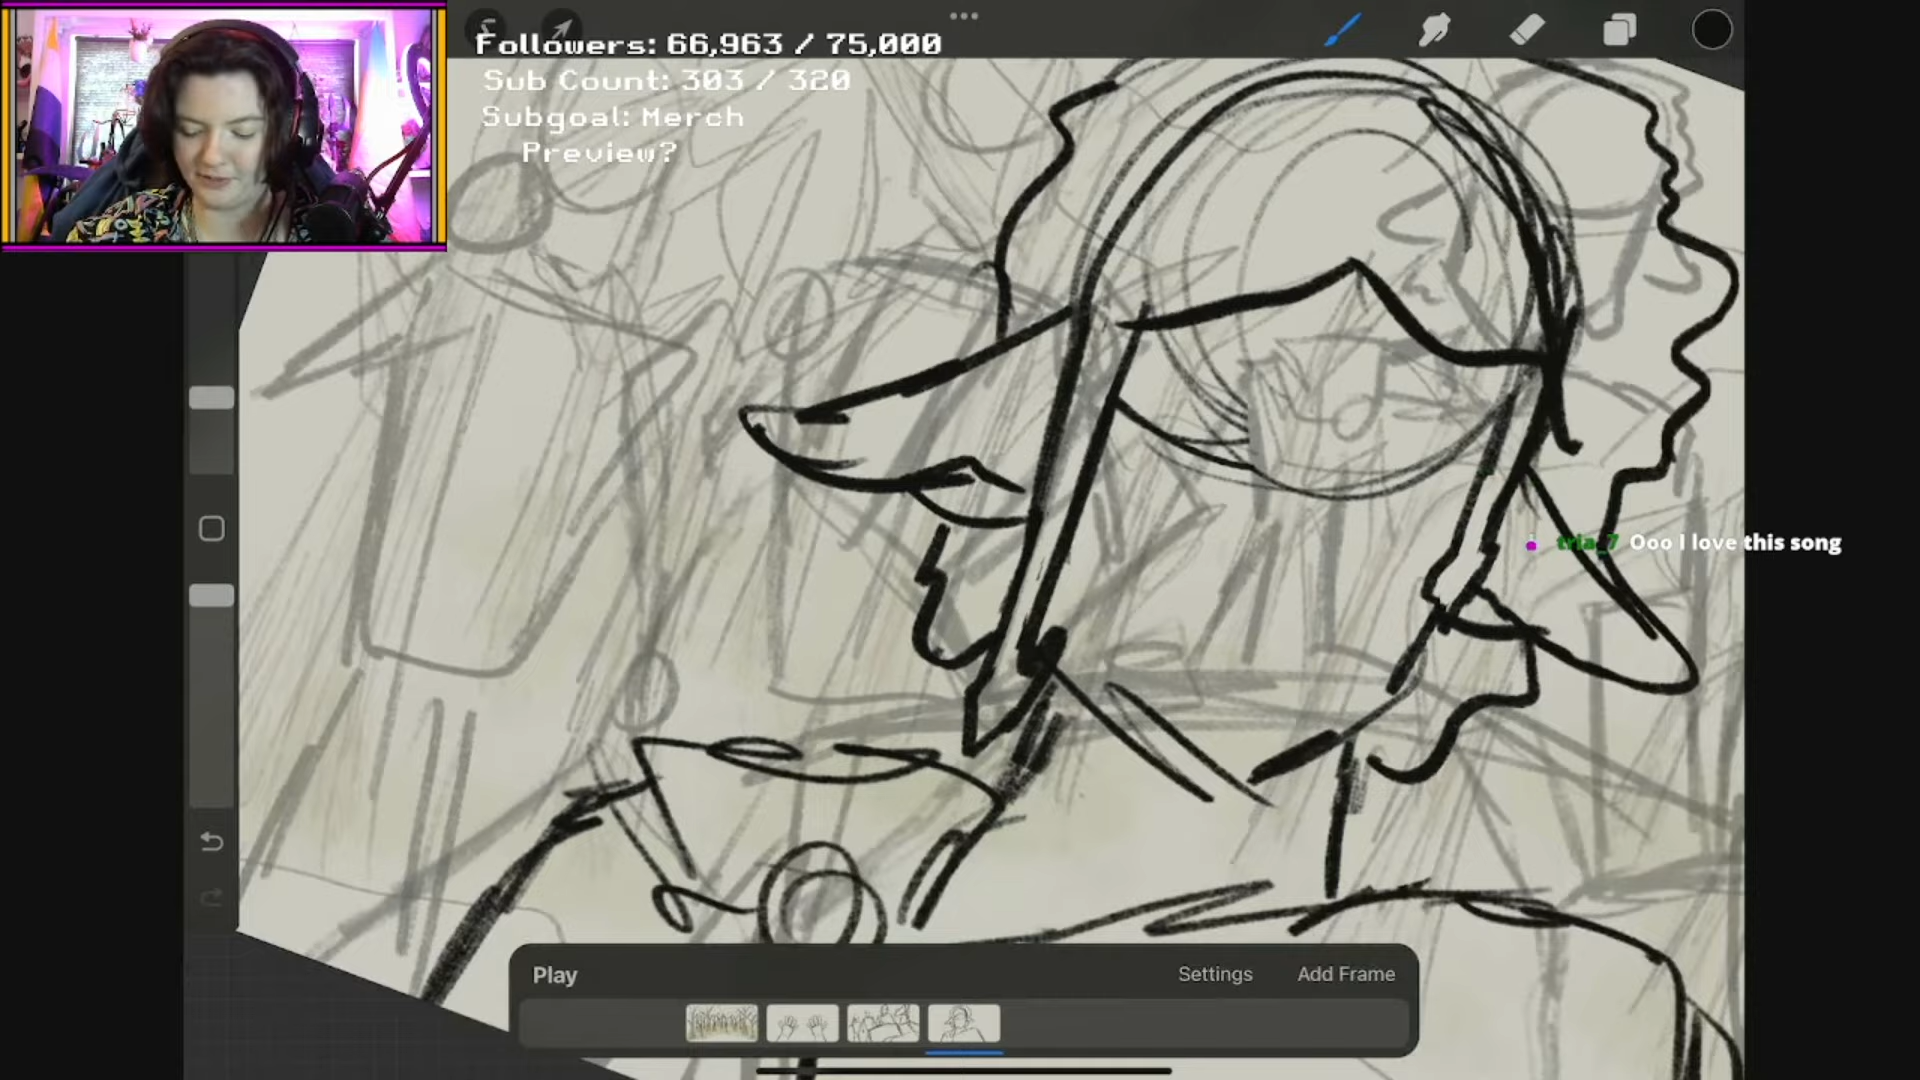 Followers: 66,963 / 75,000
Sub Count: 303 / 320
Subgoal: Merch
Preview?
tria_7 Ooo I love this song
Play
Settings
Add Frame